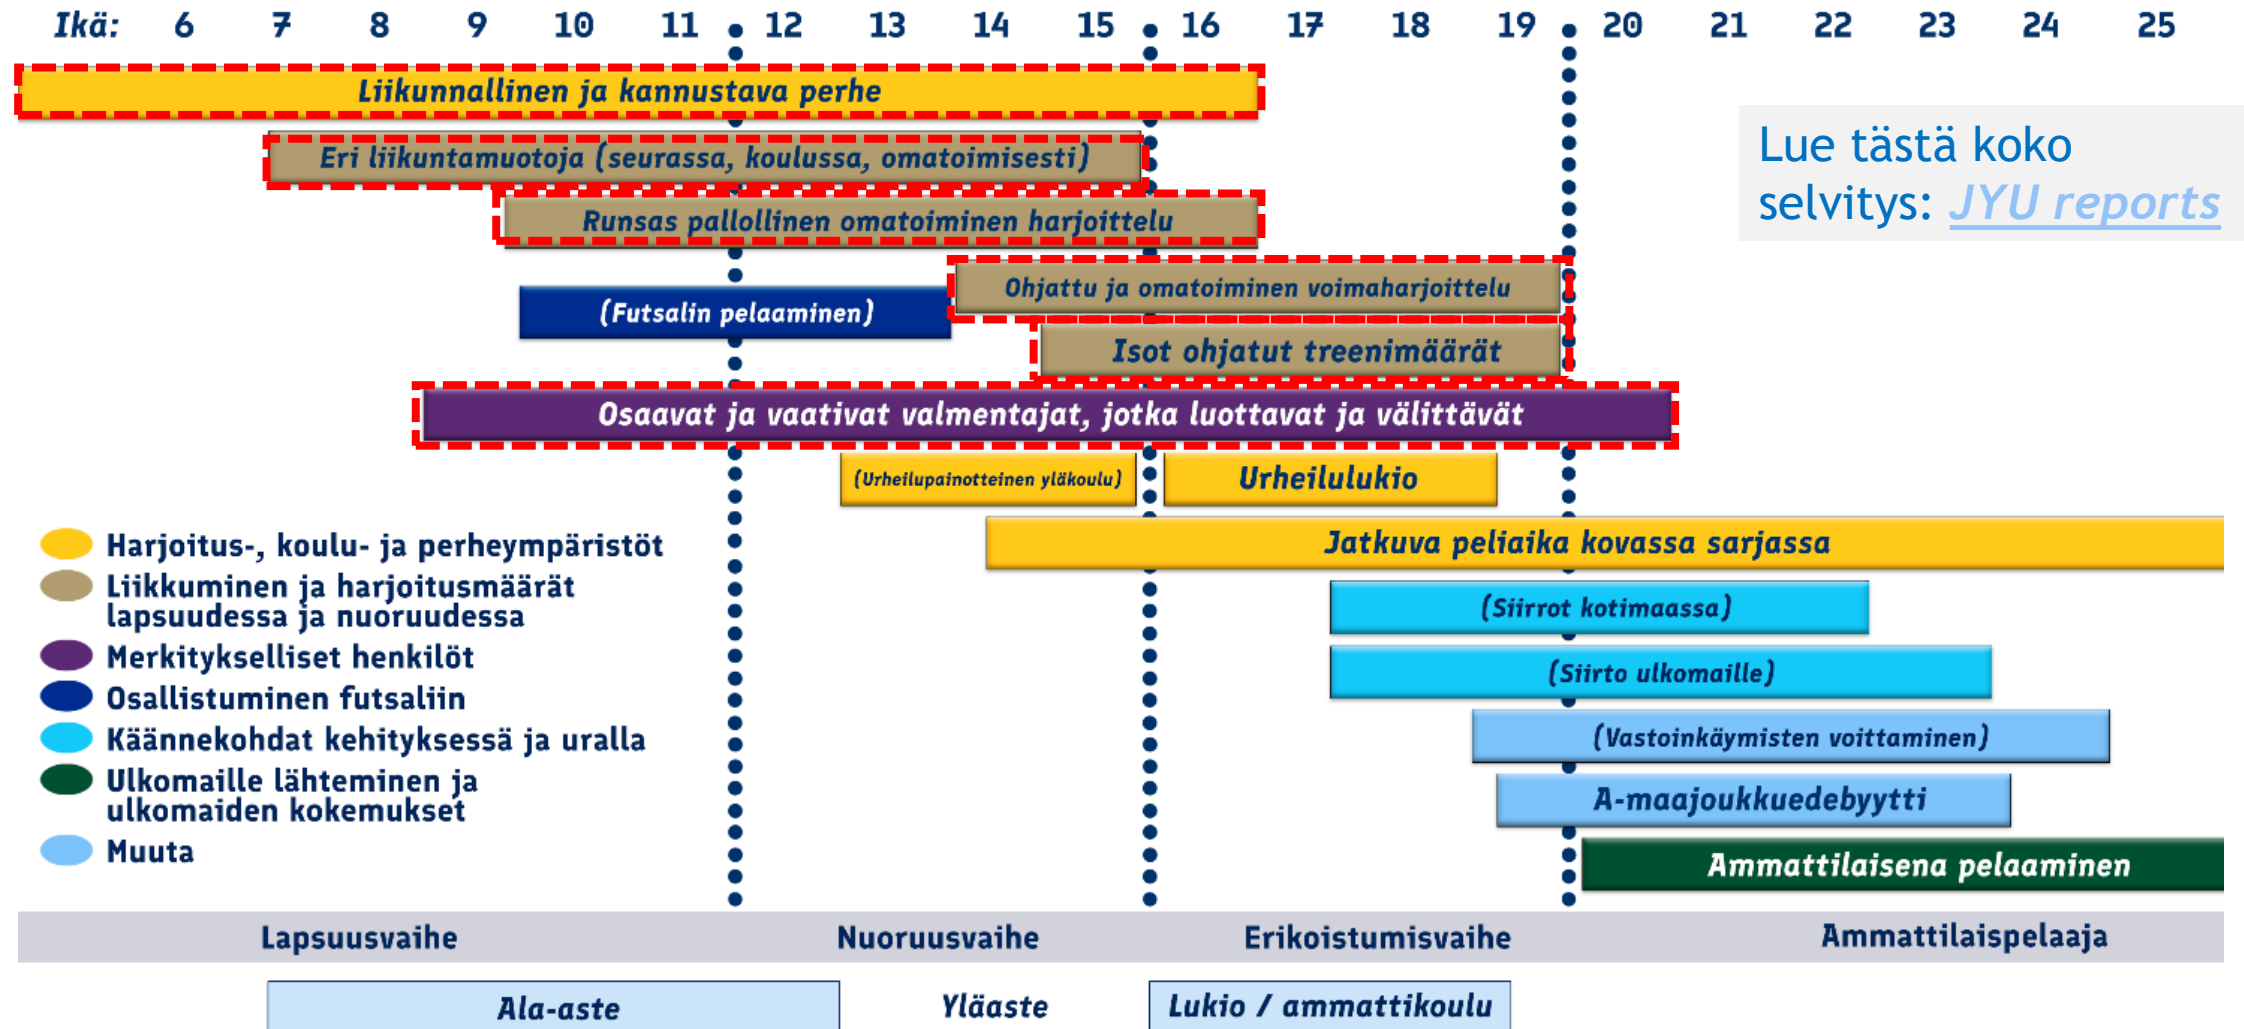 Ikä: 6 7 8 9 10 11 12 13 14 15 16 17 18 19 20 21 22 23 24 25
Liikunnallinen ja kannustava perhe
Eri liikuntamuotoja (seurassa, koulussa, omatoimisesti)
Lue tästä koko
selvitys: JYU reports
Runsas pallollinen omatoiminen harjoittelu
Ohjattu ja omatoiminen voimaharjoittelu
(Futsalin pelaaminen)
Isot ohjatut treenimäärät
Osaavat ja vaativat valmentajat, jotka luottavat ja välittävät
(Urheilupainotteinen yläkoulu)
Urheilulukio
Jatkuva peliaika kovassa sarjassa
(Siirrot kotimaassa)
(Siirto ulkomaille)
(Vastoinkäymisten voittaminen)
A-maajoukkuedebyytti
Ammattilaisena pelaaminen
Harjoitus-, koulu- ja perheympäristöt
Liikkuminen ja harjoitusmäärät
lapsuudessa ja nuoruudessa
Merkitykselliset henkilöt
Osallistuminen futsaliin
Käännekohdat kehityksessä ja uralla
Ulkomaille lähteminen ja
ulkomaiden kokemukset
Muuta
Lapsuusvaihe
Nuoruusvaihe
Erikoistumisvaihe
Ammattilaispelaaja
Ala-aste
Yläaste
Lukio / ammattikoulu